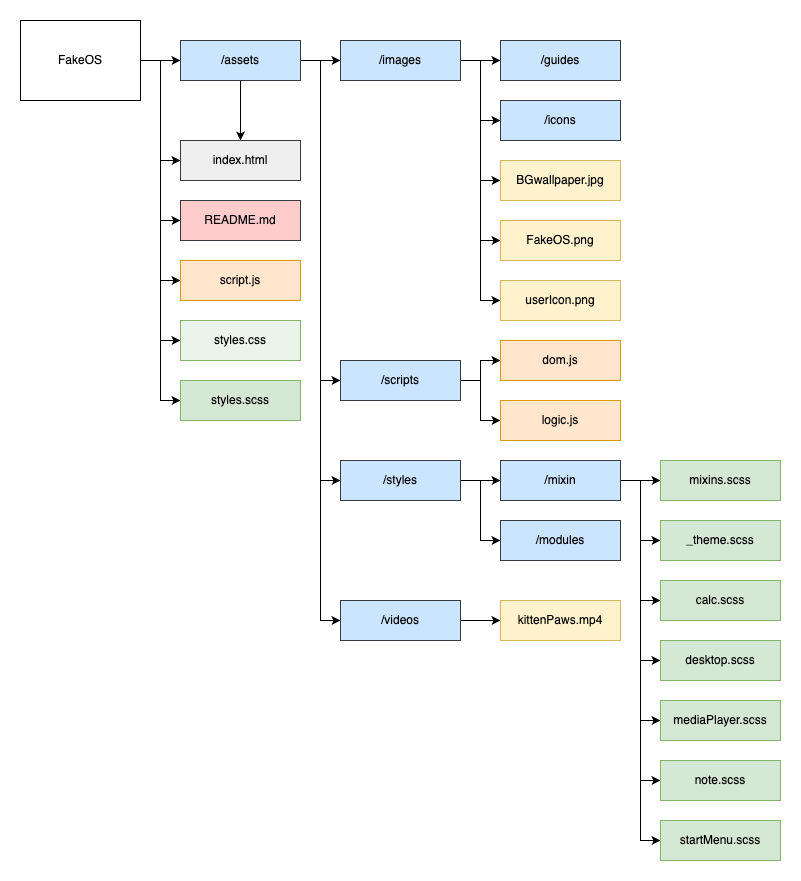 FakeOS
/assets
/images
/guides
/icons
index.html
BGwallpaper.jpg
README.md
FakeOS.png
script.js
userIcon.png
styles.css
dom.js
/scripts
styles.scss
logic.js
/styles
/mixin
mixins.scss
/modules
_theme.scss
calc.scss
/videos
kittenPaws.mp4
desktop.scss
mediaPlayer.scss
note.scss
startMenu.scss